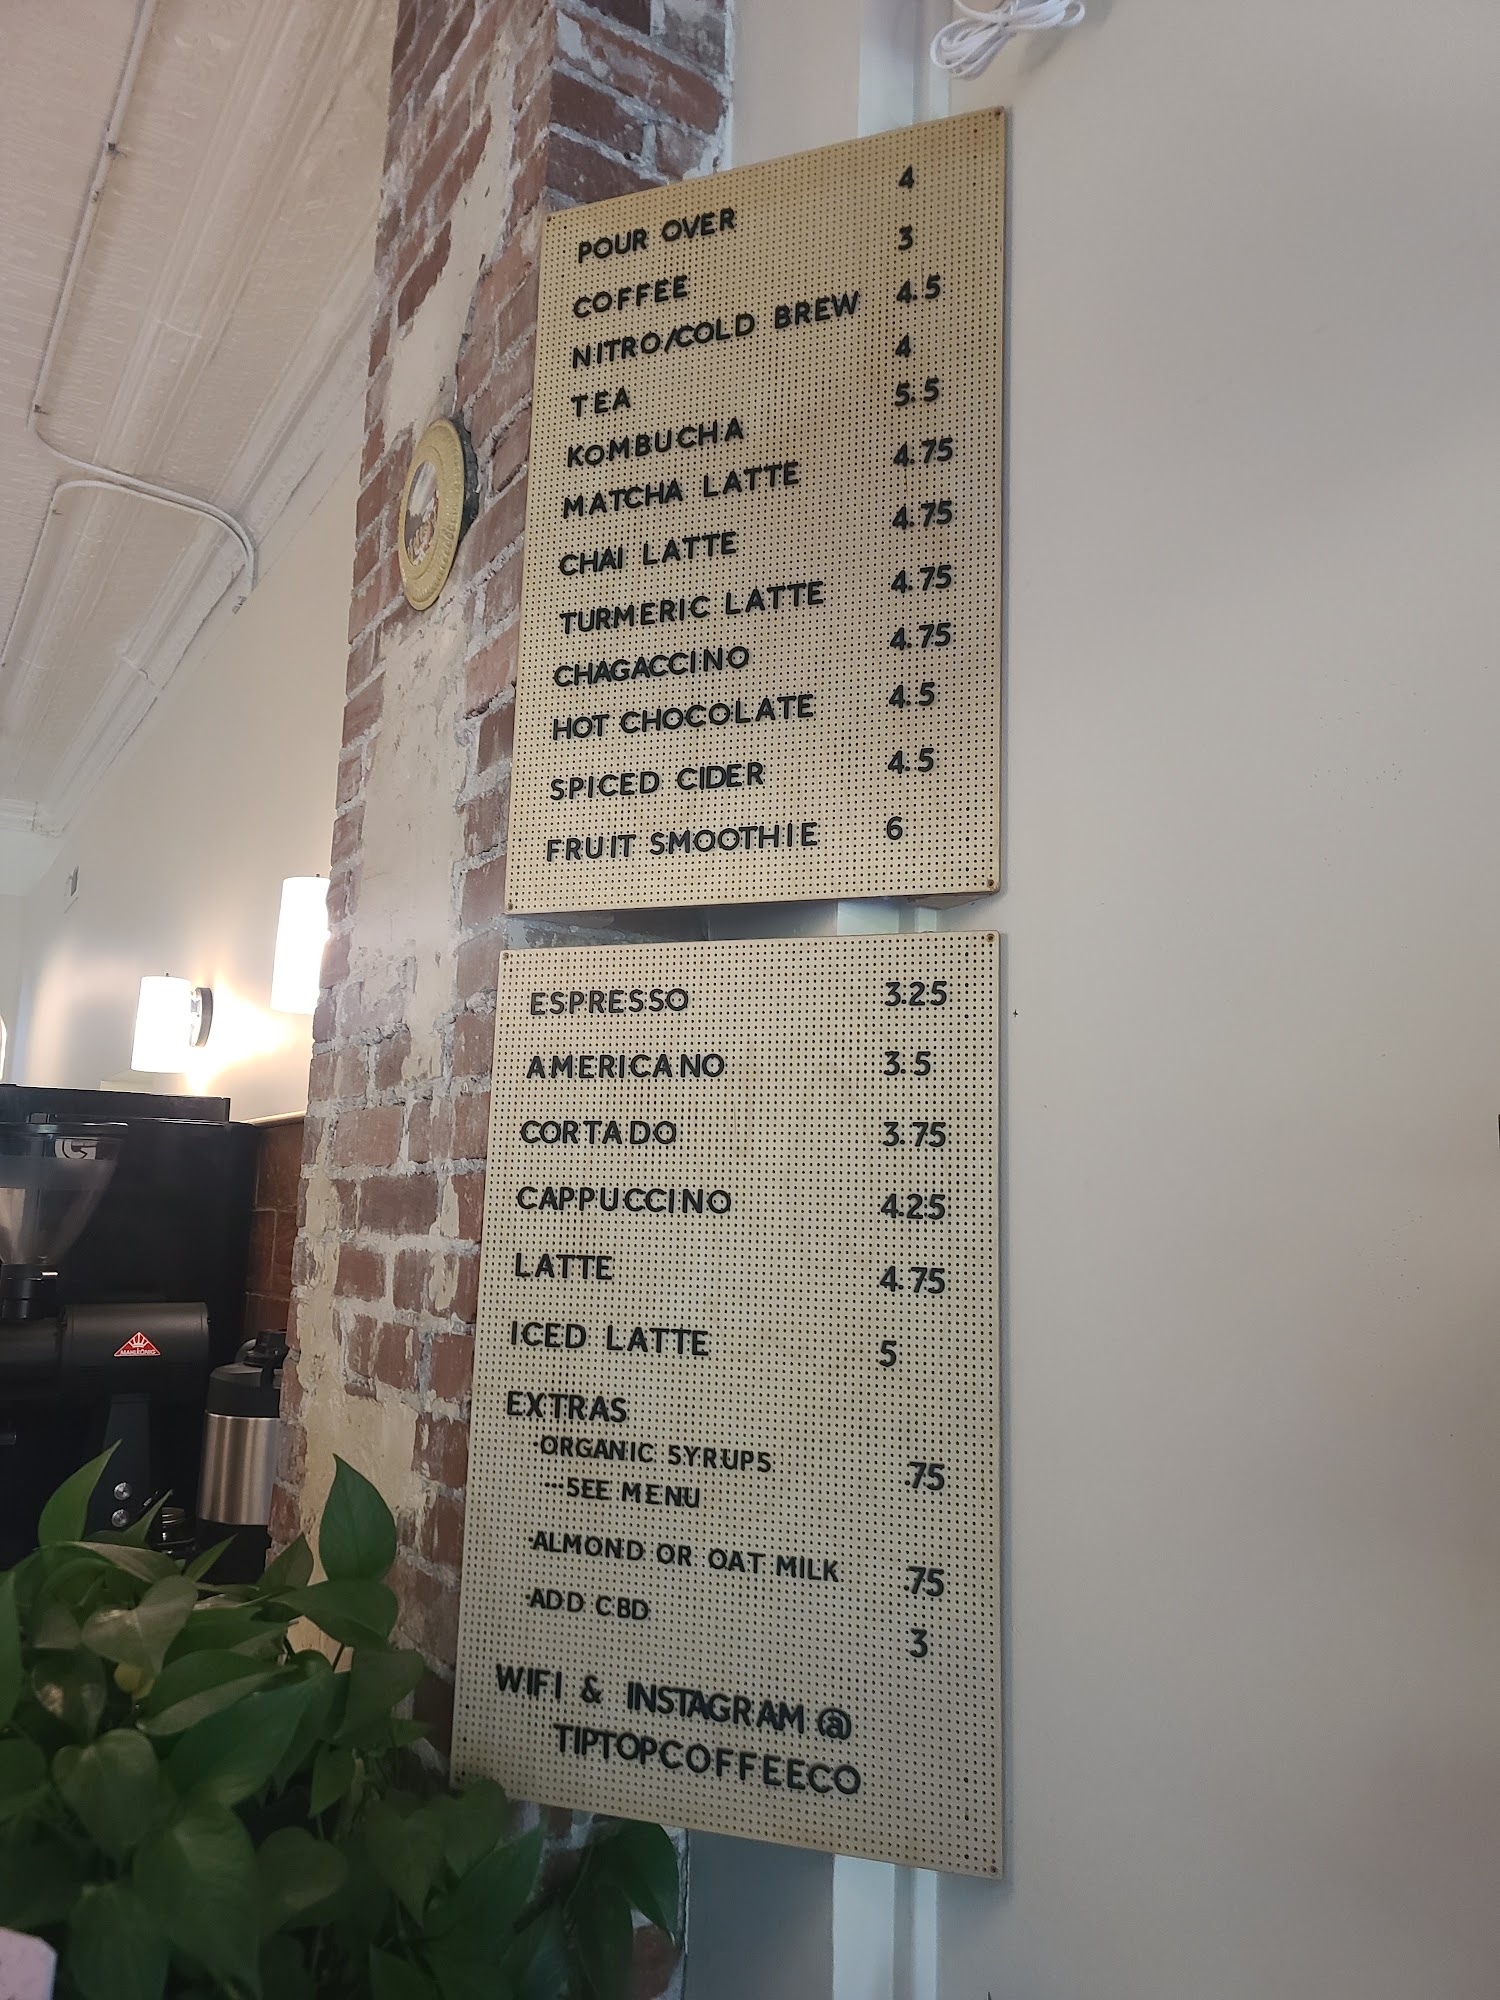 POUR OVER 4
COFFEE 3
NITRO/COLD BREW 4.5
TEA 4
KOMBUCHA 5.5
MATCHA LATTE 4.75
CHAI LATTE 4.75
TURMERIC LATTE 4.75
CHAGACCINO 4.75
HOT CHOCOLATE 4.5
SPICED CIDER 4.5
FRUIT SMOOTHIE 6
ESPRESSO 3.25
AMERICANO 3.5
CORTADO 3.75
CAPPUCCINO 4.25
LATTE 4.75
ICED LATTE 5
EXTRAS
·ORGANIC SYRUPS .75
···SEE MENU
·ALMOND OR OAT MILK .75
·ADD CBD 3
WIFI & INSTAGRAM @
TIPTOPCOFFEECO
MAHLKÖNIG